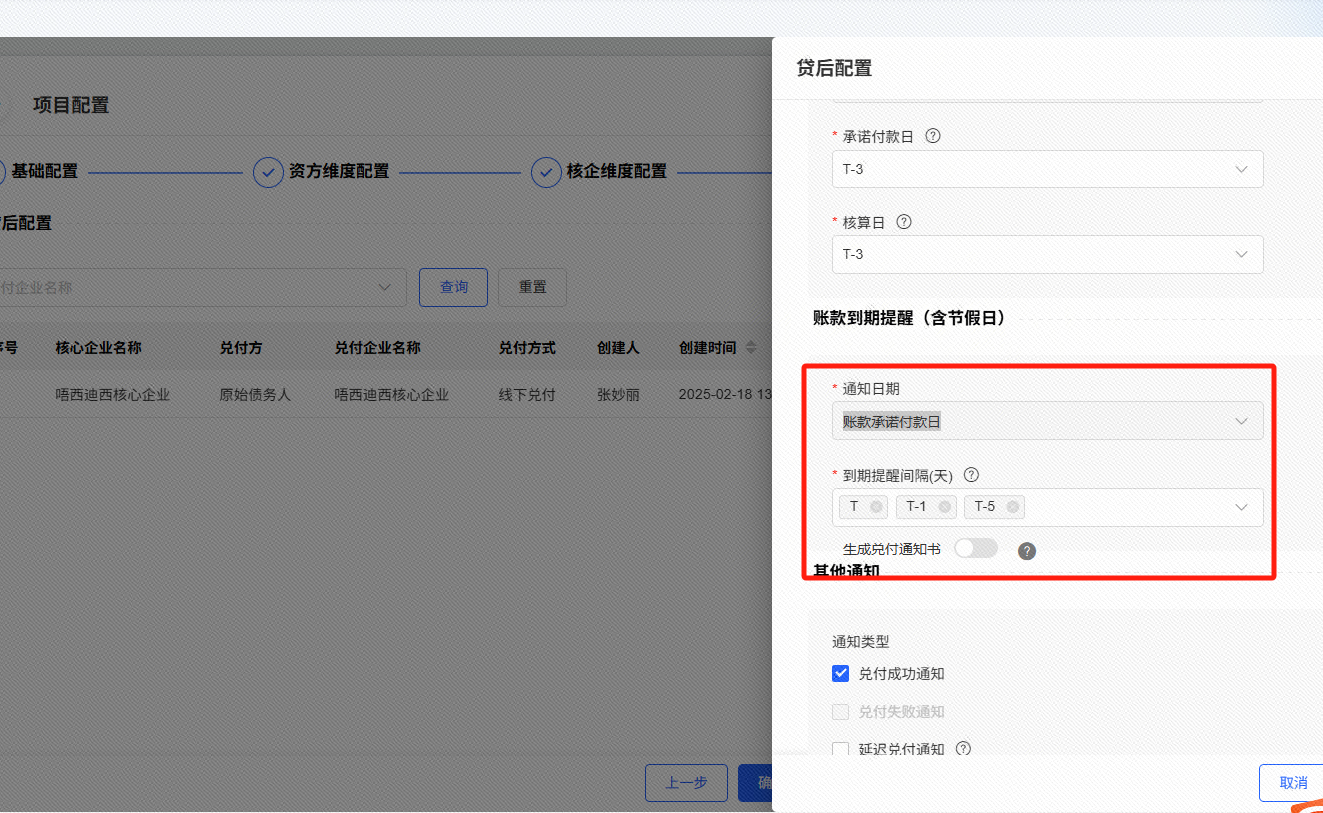 贷后配置
项目配置
基础配置
资方维度配置
核企维度配置
后配置
付企业名称
查询
重置
序号 核心企业名称 兑付方 兑付企业名称 兑付方式 创建人 创建时间
唔西迪西核心企业 原始债务人 唔西迪西核心企业 线下兑付 张妙丽 2025-02-18 13
上一步
确
* 承诺付款日 ?
T-3
* 核算日 ?
T-3
账款到期提醒（含节假日）
* 通知日期
账款承诺付款日
* 到期提醒间隔(天) ?
T T-1 T-5
生成兑付通知书 ?
其他通知
通知类型
兑付成功通知
兑付失败通知
延迟兑付通知 ?
取消